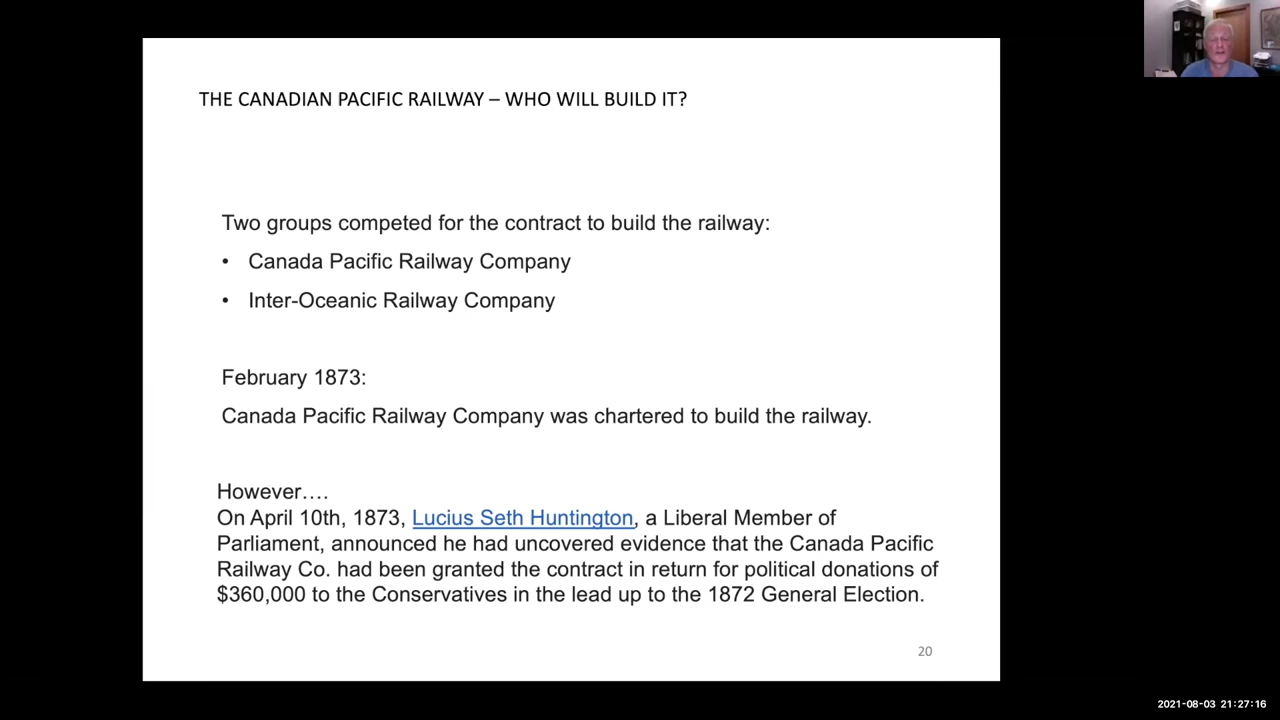 THE CANADIAN PACIFIC RAILWAY – WHO WILL BUILD IT?
Two groups competed for the contract to build the railway:
• Canada Pacific Railway Company
• Inter-Oceanic Railway Company
February 1873:
Canada Pacific Railway Company was chartered to build the railway.
However….
On April 10th, 1873, Lucius Seth Huntington, a Liberal Member of
Parliament, announced he had uncovered evidence that the Canada Pacific
Railway Co. had been granted the contract in return for political donations of
$360,000 to the Conservatives in the lead up to the 1872 General Election.
20
2021-08-03 21:27:16